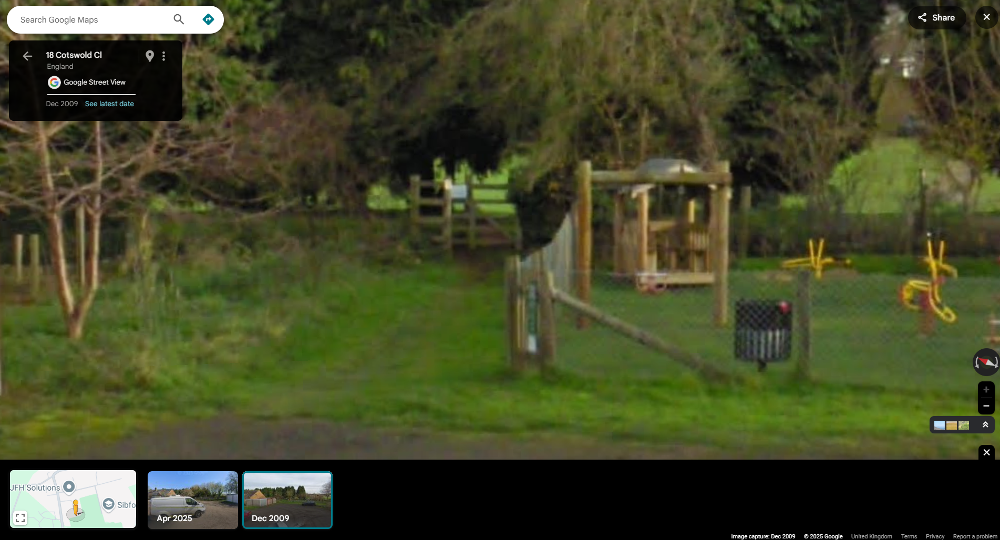 Search Google Maps
Share
18 Cotswold Cl
England
Google Street View
Dec 2009 See latest date
JFH Solutions
Sibfo
Apr 2025
Dec 2009
Image capture: Dec 2009 © 2025 Google United Kingdom Terms Privacy Report a problem